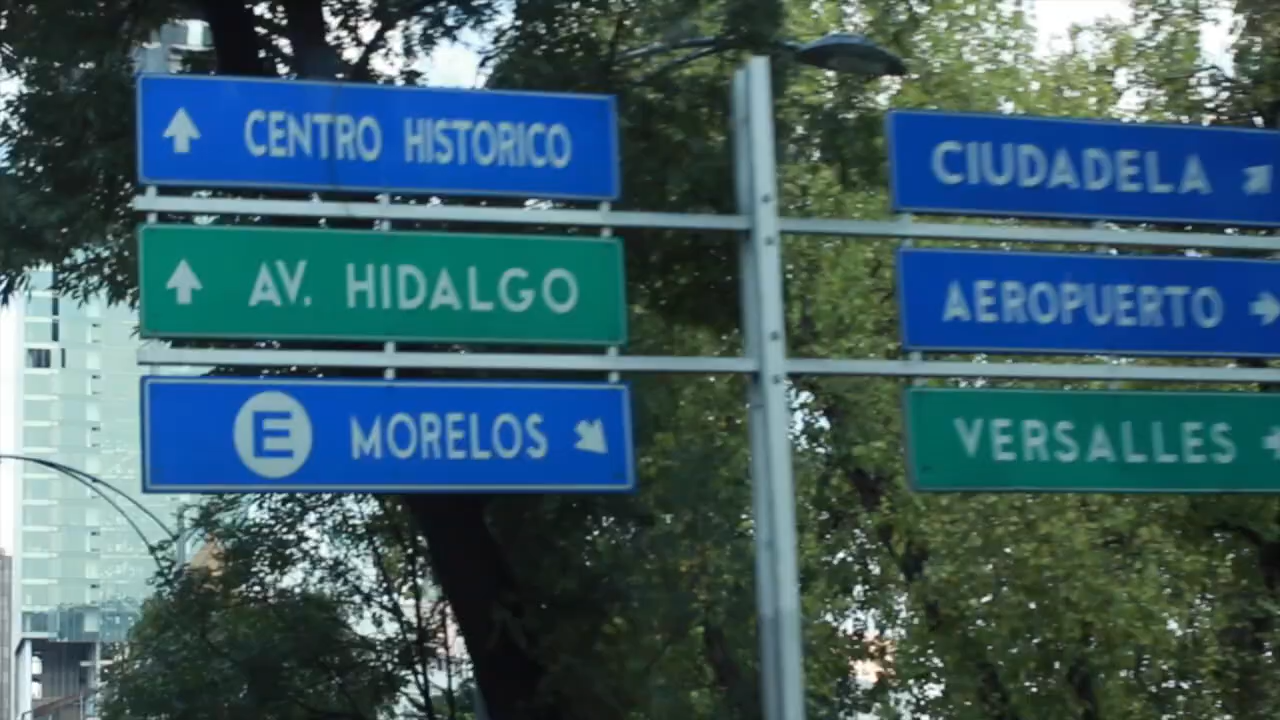 CENTRO HISTORICO
AV. HIDALGO
E MORELOS
CIUDADELA
AEROPUERTO
VERSALLES